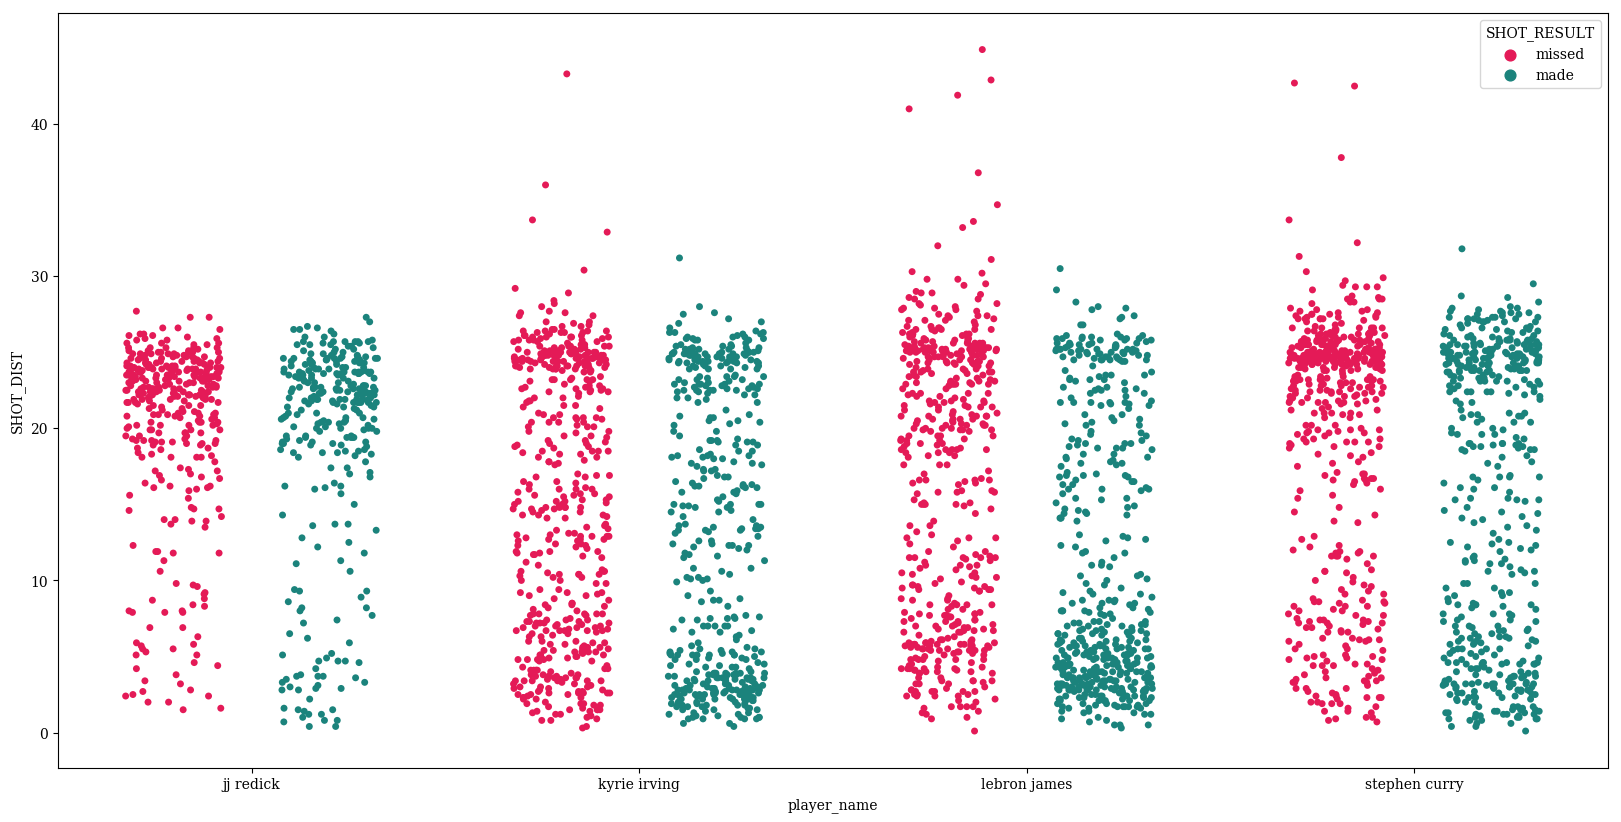 SHOT_RESULT
missed
made
SHOT_DIST
40
30
20
10
0
jj redick
kyrie irving
lebron james
stephen curry
player_name